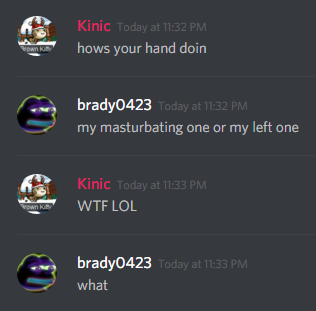 Kinic Today at 11:32 PM
hows your hand doin
brady0423 Today at 11:32 PM
my masturbating one or my left one
Kinic Today at 11:33 PM
WTF LOL
brady0423 Today at 11:33 PM
what